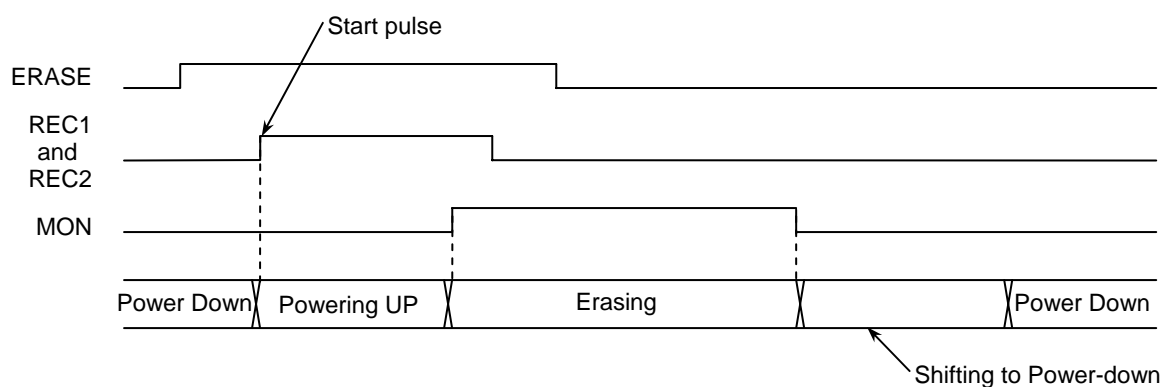 Start pulse
ERASE
REC1
and
REC2
MON
Power Down
Powering UP
Erasing
Power Down
Shifting to Power-down